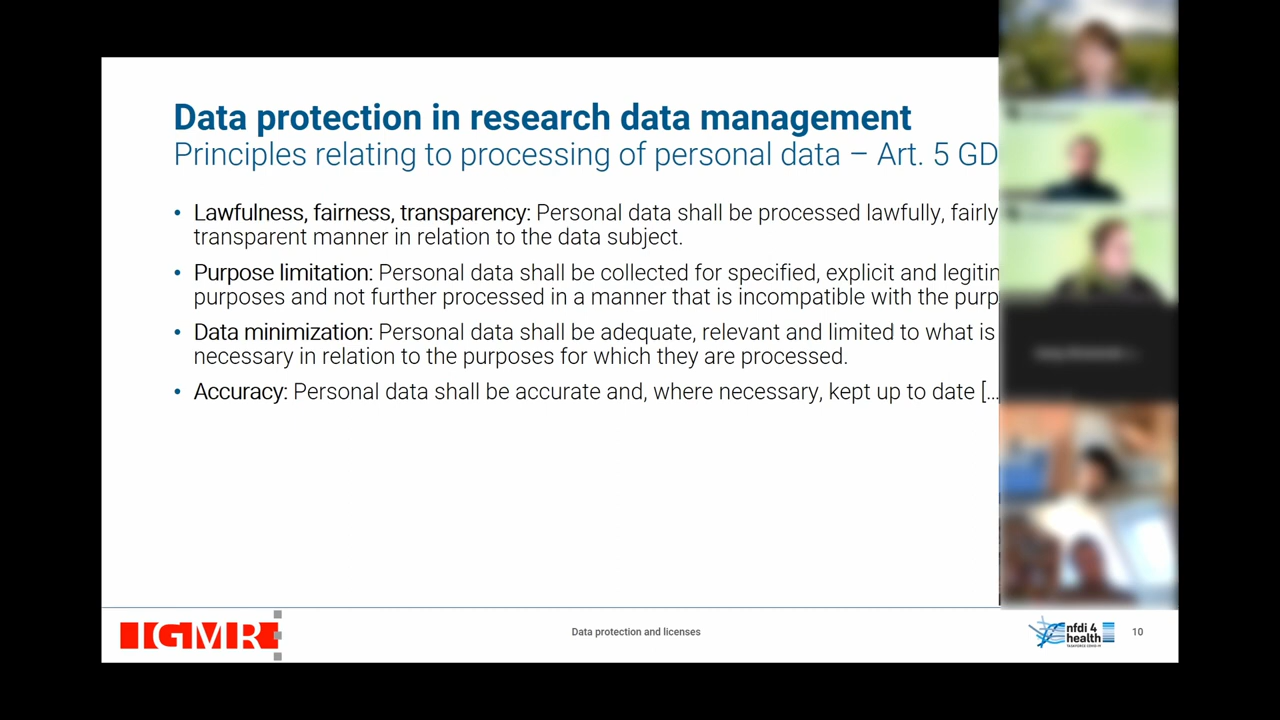 Data protection in research data management
Principles relating to processing of personal data – Art. 5 GD
• Lawfulness, fairness, transparency: Personal data shall be processed lawfully, fairly
transparent manner in relation to the data subject.
• Purpose limitation: Personal data shall be collected for specified, explicit and legitin
purposes and not further processed in a manner that is incompatible with the purp
• Data minimization: Personal data shall be adequate, relevant and limited to what is
necessary in relation to the purposes for which they are processed.
• Accuracy: Personal data shall be accurate and, where necessary, kept up to date [...
IGMR
Data protection and licenses
nfdi 4
health
TASKFORCE COVID-19
10